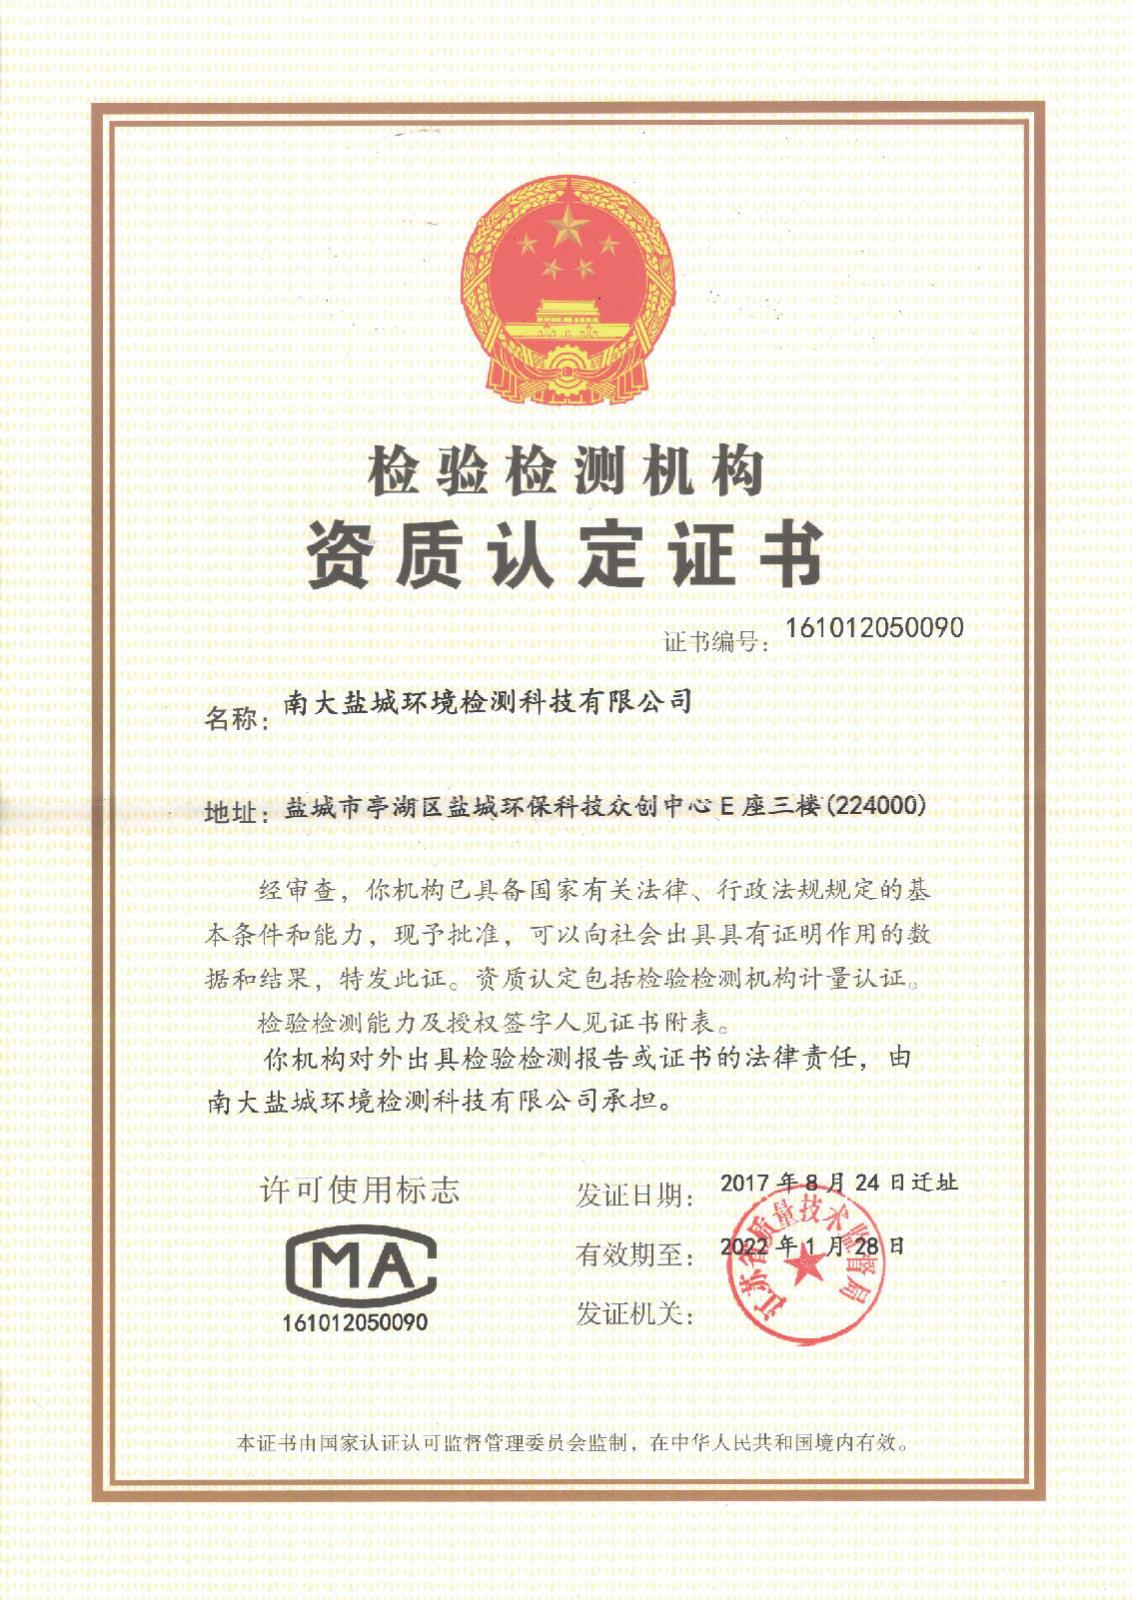 检验检测机构
资质认定证书
证书编号：161012050090
名称：南大盐城环境检测科技有限公司
地址：盐城市亭湖区盐城环保科技众创中心E座三楼(224000)
经审查，你机构已具备国家有关法律、行政法规规定的基
本条件和能力，现予批准，可以向社会出具具有证明作用的数
据和结果，特发此证。资质认定包括检验检测机构计量认证。
检验检测能力及授权签字人见证书附表。
你机构对外出具检验检测报告或证书的法律责任，由
南大盐城环境检测科技有限公司承担。
许可使用标志
MA
161012050090
发证日期：2017年8月24日迁址
有效期至：2022年1月28日
发证机关：
江苏省质量技术监督局
本证书由国家认证认可监督管理委员会监制，在中华人民共和国境内有效。